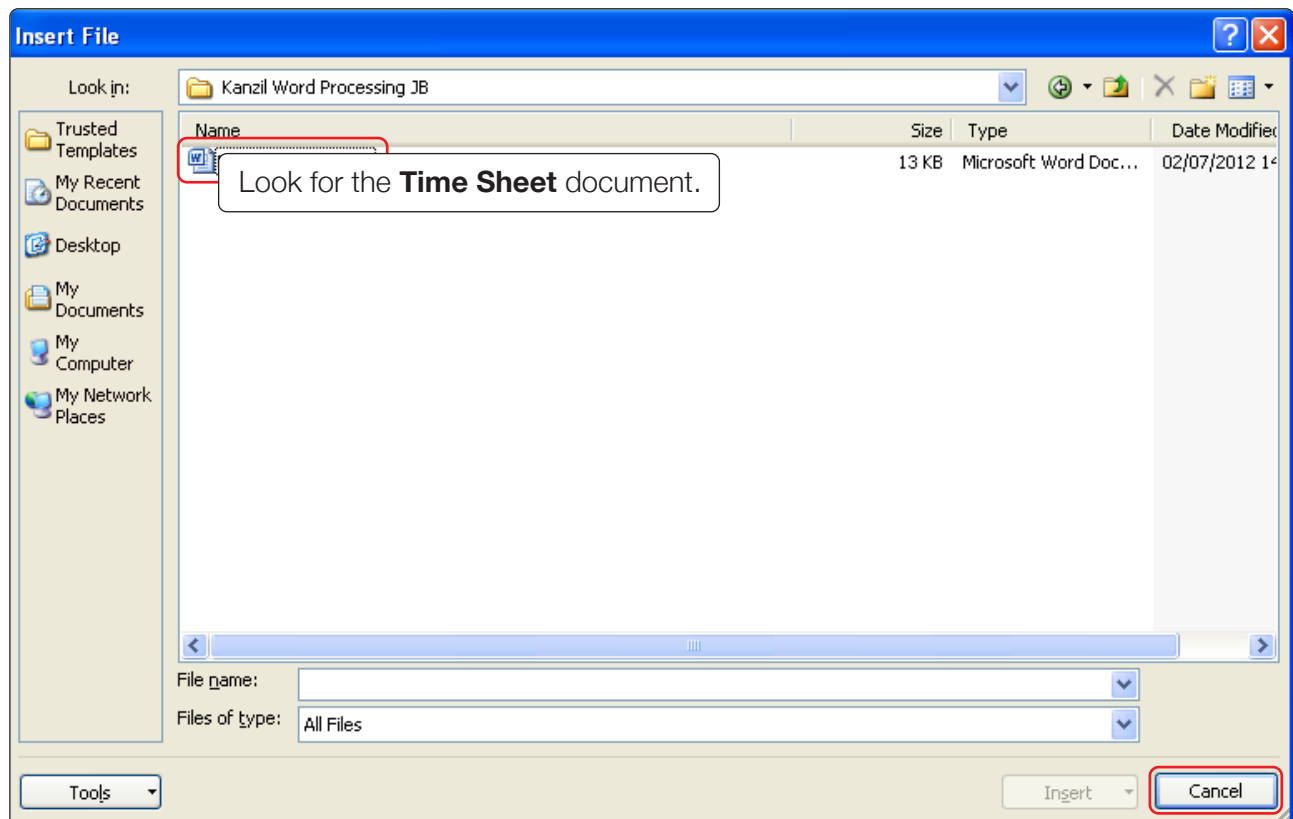 Insert File
Look in:
Kanzil Word Processing JB
Trusted
Templates
My Recent
Documents
Desktop
My
Documents
My
Computer
My Network
Places
Name Size Type Date Modified
13 KB Microsoft Word Doc... 02/07/2012 14
Look for the Time Sheet document.
File name:
Files of type: All Files
Tools Insert Cancel